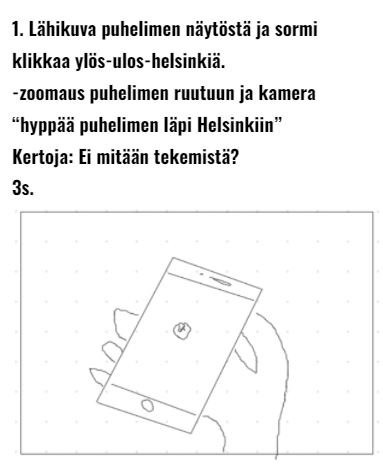 1. Lähikuva puhelimen näytöstä ja sormi
klikkaa ylös-ulos-helsinkiä.
-zoomaus puhelimen ruutuun ja kamera
“hyppää puhelimen läpi Helsinkiin”
Kertoja: Ei mitään tekemistä?
3s.